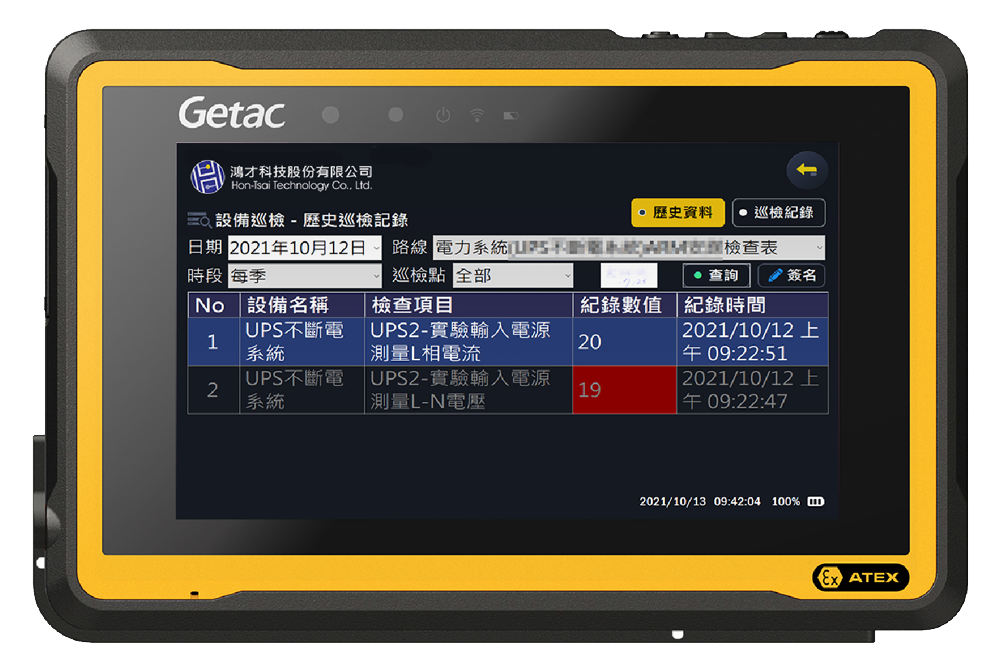 Getac
鴻才科技股份有限公司
Hon-Tsai Technology Co., Ltd.
設備巡檢 - 歷史巡檢記錄
歷史資料 巡檢紀錄
日期 2021年10月12日 路線 電力系統 檢查表
時段 每季 巡檢點 全部 查詢 簽名
No 設備名稱 檢查項目 紀錄數值 紀錄時間
1 UPS不斷電系統 UPS2-實驗輸入電源測量L相電流 20 2021/10/12 上午 09:22:51
2 UPS不斷電系統 UPS2-實驗輸入電源測量L-N電壓 19 2021/10/12 上午 09:22:47
2021/10/13 09:42:04 100%
Ex ATEX